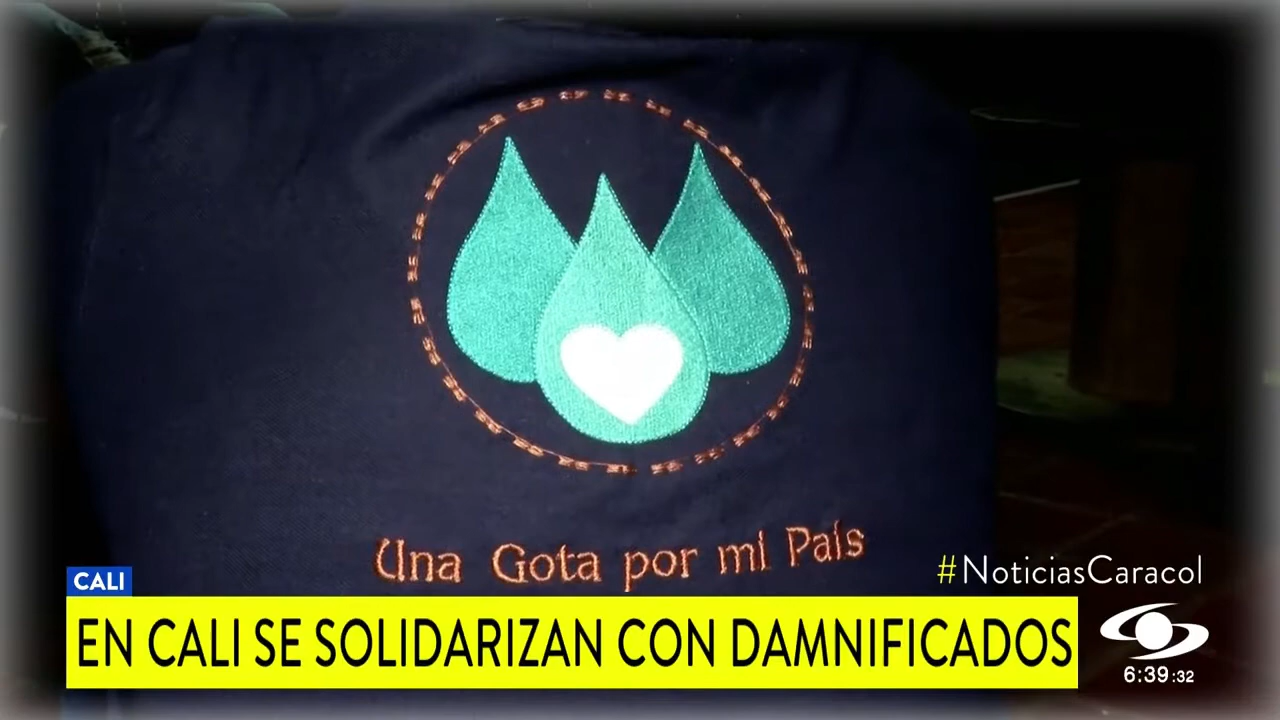 Una Gota por mi País
#NoticiasCaracol
CALI
EN CALI SE SOLIDARIZAN CON DAMNIFICADOS
6:39:32